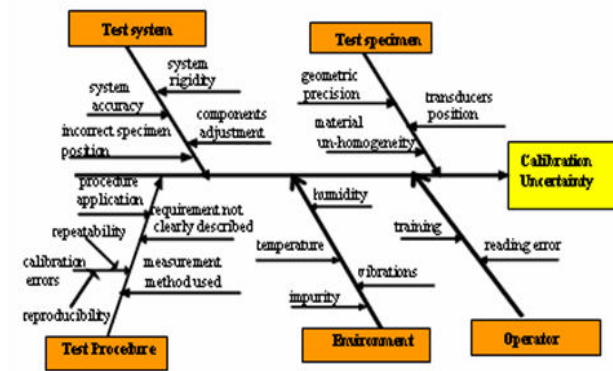 Test system
Test specimen
system
rigidity
geometric
precision
system
accuracy
transducers
position
components
adjustment
incorrect specimen
position
material
un-homogeneity
Calibration
Uncertainty
procedure
application
requirement not
clearly described
humidity
repeatability
training
temperature
reading error
calibration
errors
measurement
method used
vibrations
impurity
reproducibility
Test Procedure
Environment
Operator